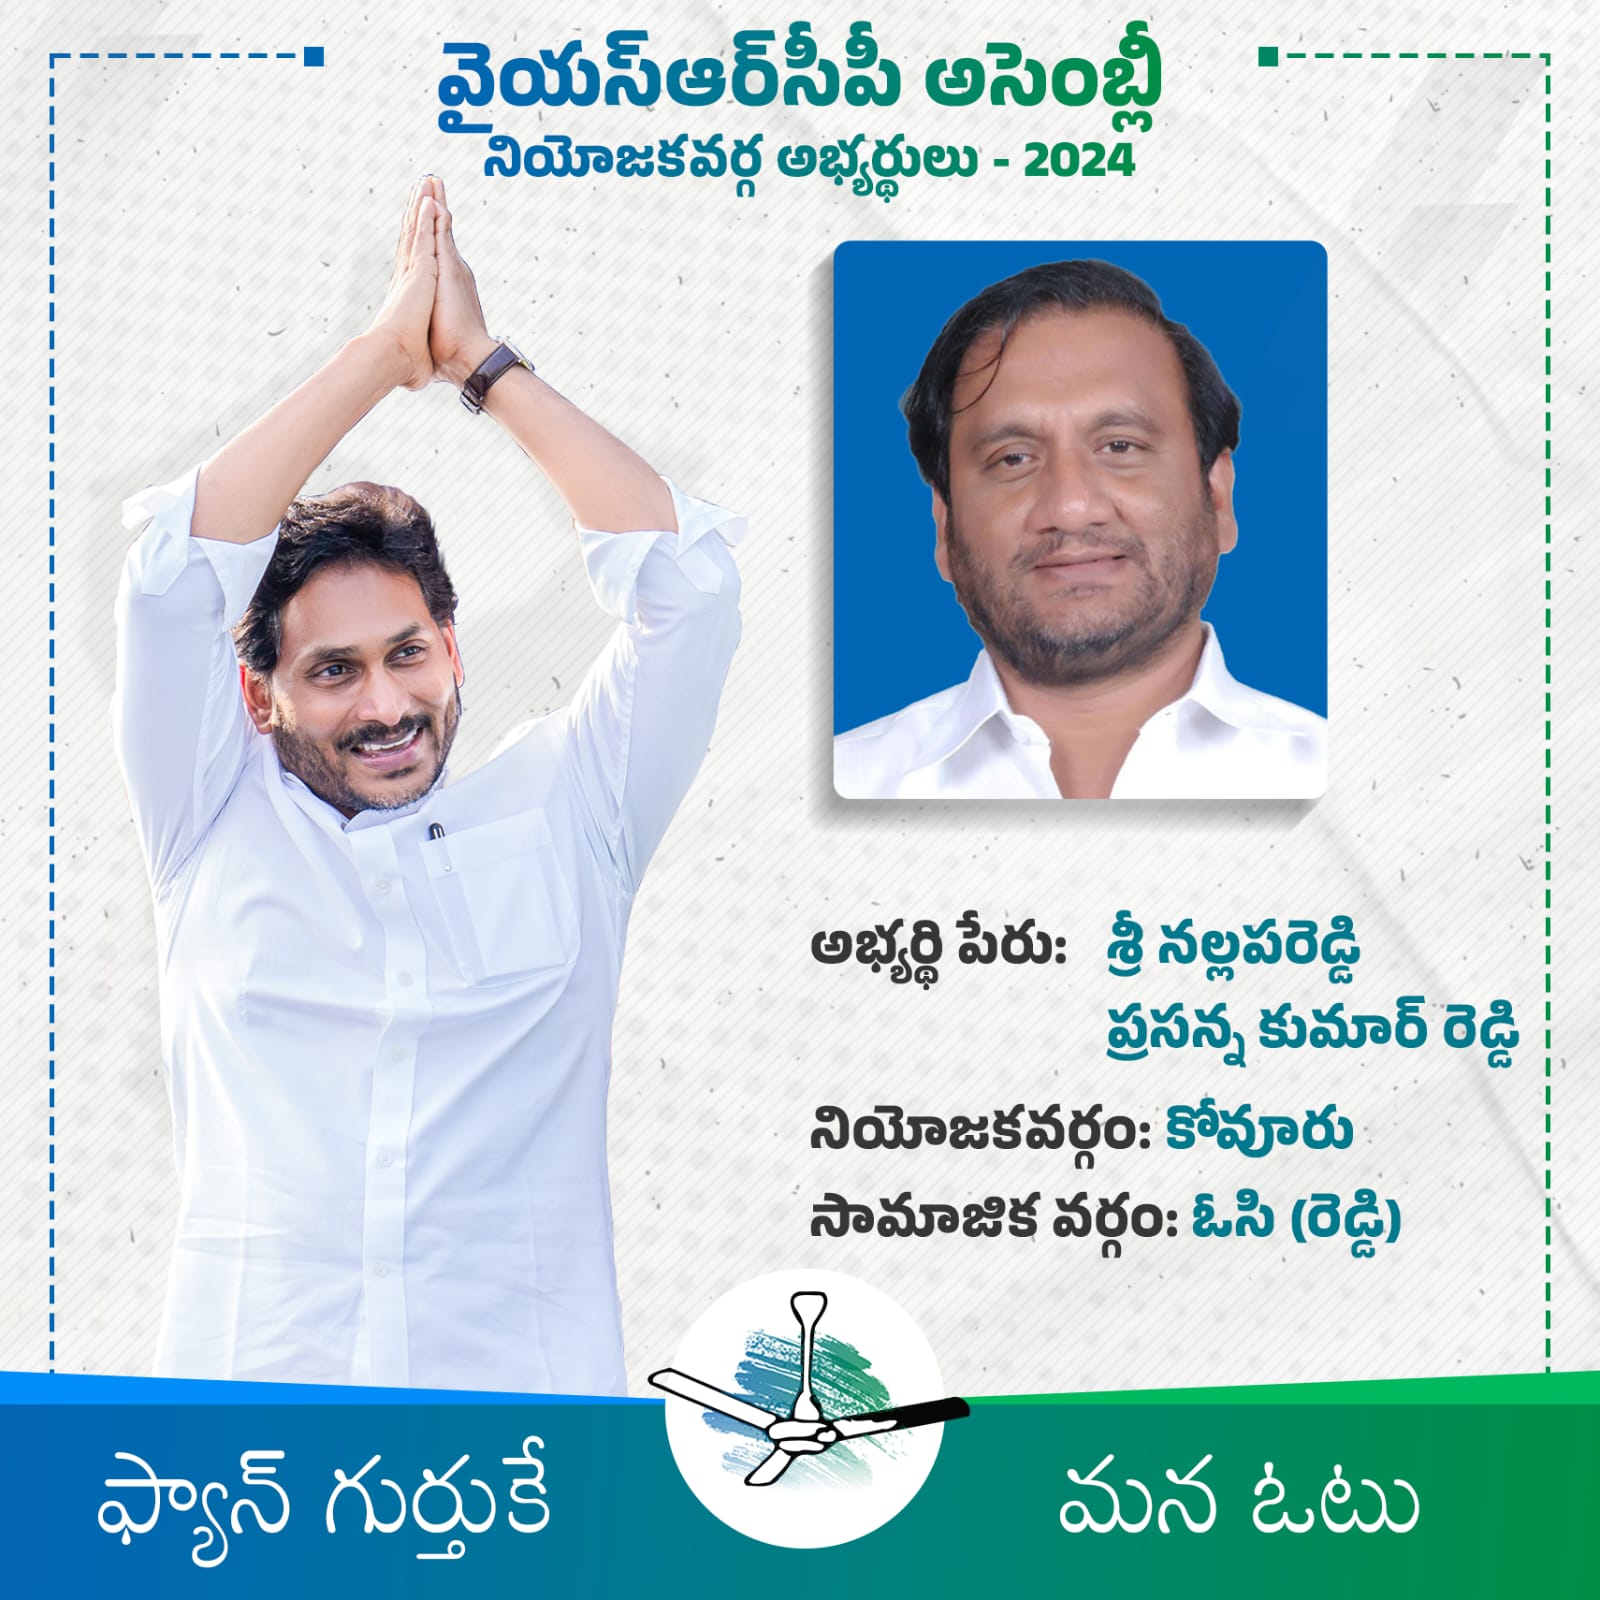 వైయస్ఆర్‌సీపీ అసెంబ్లీ
నియోజకవర్గ అభ్యర్థులు - 2024
అభ్యర్థి పేరు: శ్రీ నల్లపరెడ్డి
ప్రసన్న కుమార్ రెడ్డి
నియోజకవర్గం: కోవూరు
సామాజిక వర్గం: ఓసి (రెడ్డి)
ఫ్యాన్ గుర్తుకే మన ఓటు